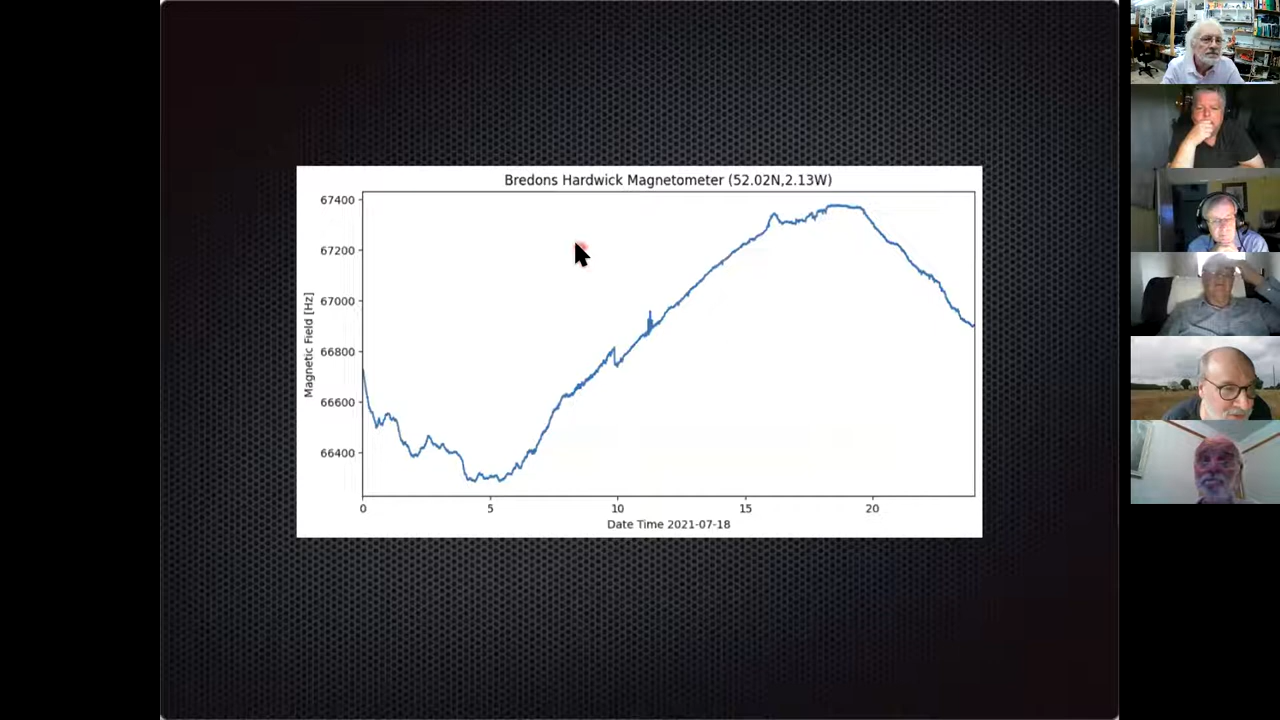 Bredons Hardwick Magnetometer (52.02N,2.13W)
67400
67200
67000
66800
66600
66400
Magnetic Field [Hz]
0 5 10 15 20
Date Time 2021-07-18